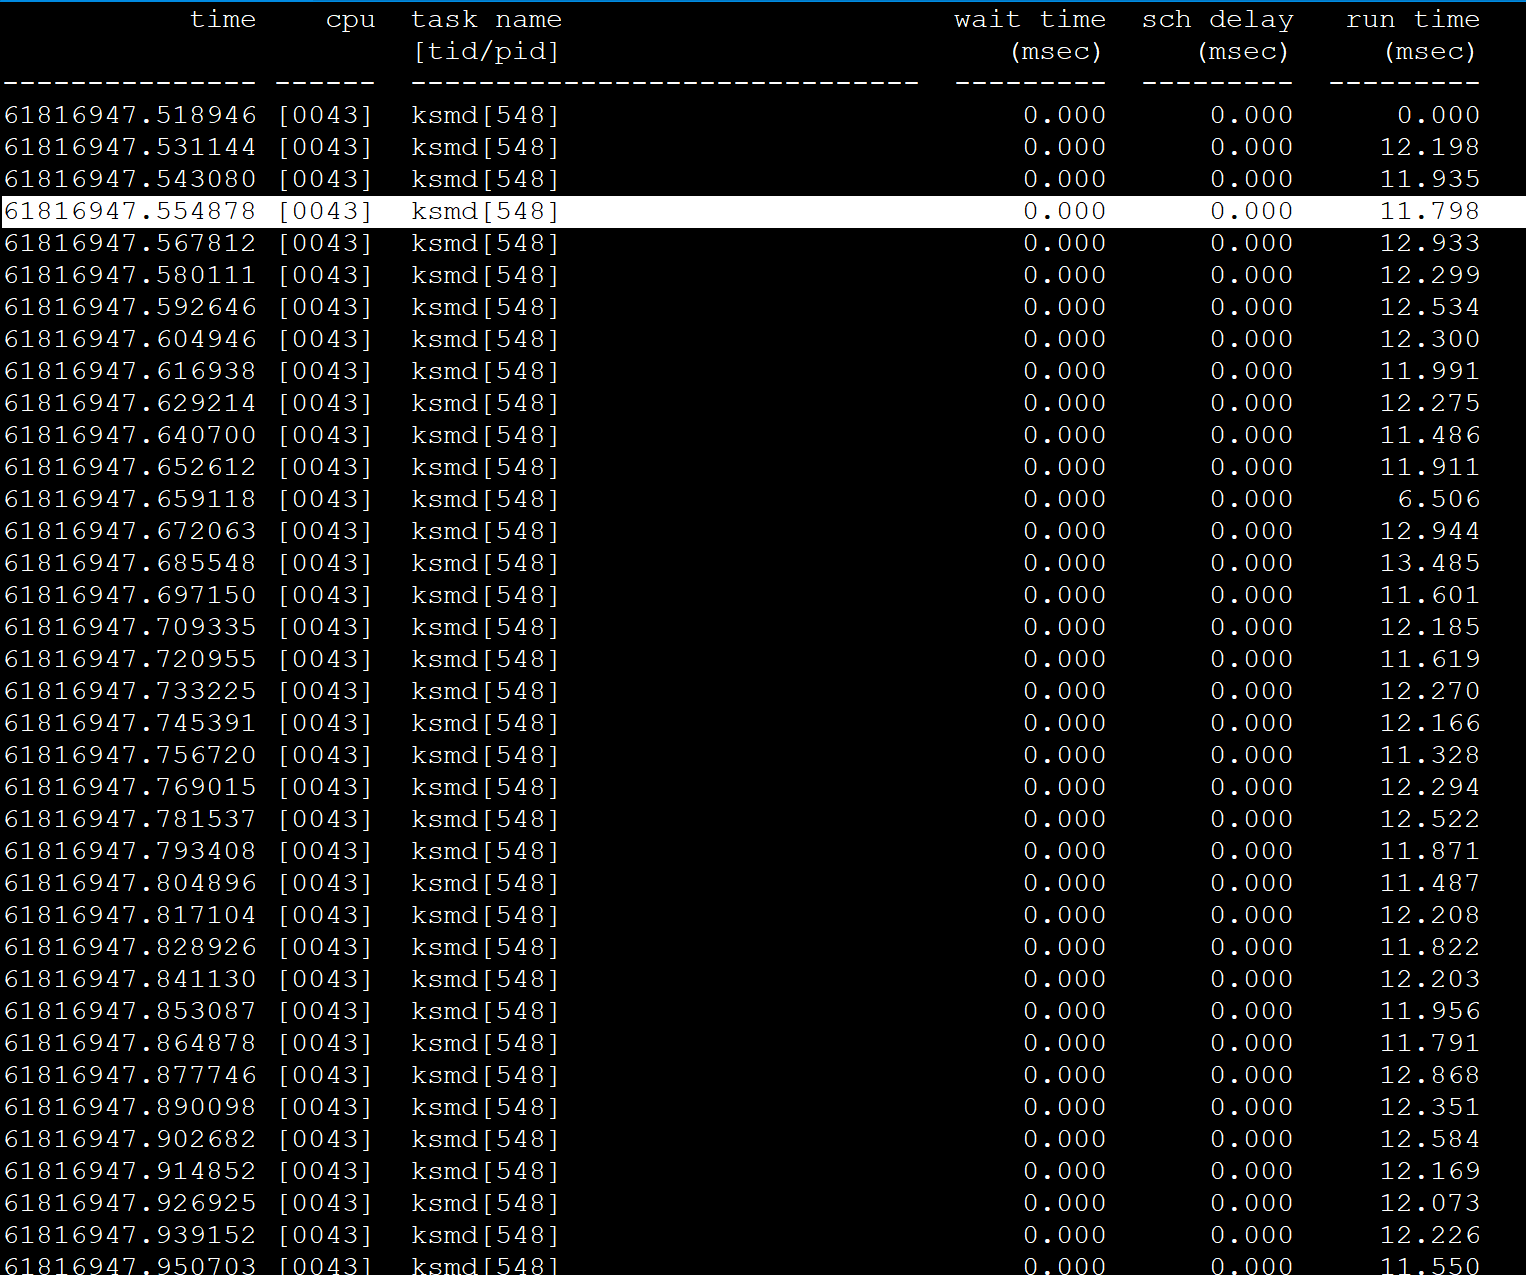 time cpu task name wait time sch delay run time
[tid/pid] (msec) (msec) (msec)
--------------- ------ ------------------------------ --------- --------- ---------
61816947.518946 [0043] ksmd[548] 0.000 0.000 0.000
61816947.531144 [0043] ksmd[548] 0.000 0.000 12.198
61816947.543080 [0043] ksmd[548] 0.000 0.000 11.935
61816947.554878 [0043] ksmd[548] 0.000 0.000 11.798
61816947.567812 [0043] ksmd[548] 0.000 0.000 12.933
61816947.580111 [0043] ksmd[548] 0.000 0.000 12.299
61816947.592646 [0043] ksmd[548] 0.000 0.000 12.534
61816947.604946 [0043] ksmd[548] 0.000 0.000 12.300
61816947.616938 [0043] ksmd[548] 0.000 0.000 11.991
61816947.629214 [0043] ksmd[548] 0.000 0.000 12.275
61816947.640700 [0043] ksmd[548] 0.000 0.000 11.486
61816947.652612 [0043] ksmd[548] 0.000 0.000 11.911
61816947.659118 [0043] ksmd[548] 0.000 0.000 6.506
61816947.672063 [0043] ksmd[548] 0.000 0.000 12.944
61816947.685548 [0043] ksmd[548] 0.000 0.000 13.485
61816947.697150 [0043] ksmd[548] 0.000 0.000 11.601
61816947.709335 [0043] ksmd[548] 0.000 0.000 12.185
61816947.720955 [0043] ksmd[548] 0.000 0.000 11.619
61816947.733225 [0043] ksmd[548] 0.000 0.000 12.270
61816947.745391 [0043] ksmd[548] 0.000 0.000 12.166
61816947.756720 [0043] ksmd[548] 0.000 0.000 11.328
61816947.769015 [0043] ksmd[548] 0.000 0.000 12.294
61816947.781537 [0043] ksmd[548] 0.000 0.000 12.522
61816947.793408 [0043] ksmd[548] 0.000 0.000 11.871
61816947.804896 [0043] ksmd[548] 0.000 0.000 11.487
61816947.817104 [0043] ksmd[548] 0.000 0.000 12.208
61816947.828926 [0043] ksmd[548] 0.000 0.000 11.822
61816947.841130 [0043] ksmd[548] 0.000 0.000 12.203
61816947.853087 [0043] ksmd[548] 0.000 0.000 11.956
61816947.864878 [0043] ksmd[548] 0.000 0.000 11.791
61816947.877746 [0043] ksmd[548] 0.000 0.000 12.868
61816947.890098 [0043] ksmd[548] 0.000 0.000 12.351
61816947.902682 [0043] ksmd[548] 0.000 0.000 12.584
61816947.914852 [0043] ksmd[548] 0.000 0.000 12.169
61816947.926925 [0043] ksmd[548] 0.000 0.000 12.073
61816947.939152 [0043] ksmd[548] 0.000 0.000 12.226
61816947.950703 [0043] ksmd[548] 0.000 0.000 11.550